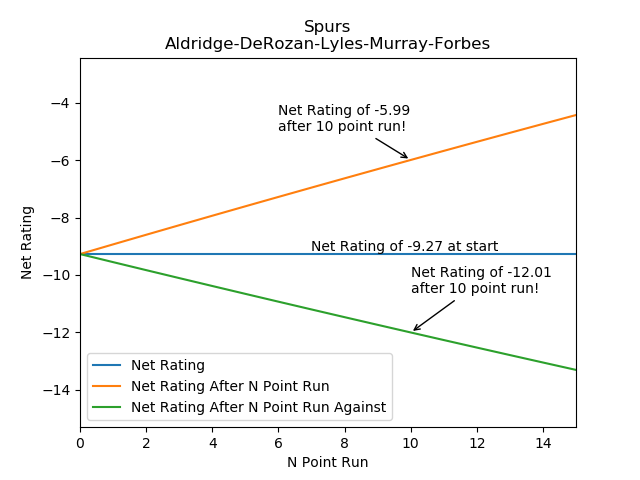 Spurs
Aldridge-DeRozan-Lyles-Murray-Forbes
Net Rating of -5.99
after 10 point run!
Net Rating of -9.27 at start
Net Rating of -12.01
after 10 point run!
Net Rating
−4
−6
−8
−10
−12
−14
Net Rating
Net Rating After N Point Run
Net Rating After N Point Run Against
0 2 4 6 8 10 12 14
N Point Run